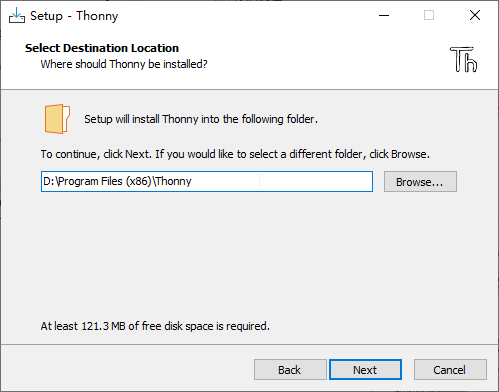 Setup - Thonny
Select Destination Location
Where should Thonny be installed?
Th
Setup will install Thonny into the following folder.
To continue, click Next. If you would like to select a different folder, click Browse.
D:\Program Files (x86)\Thonny
Browse...
At least 121.3 MB of free disk space is required.
Back
Next
Cancel